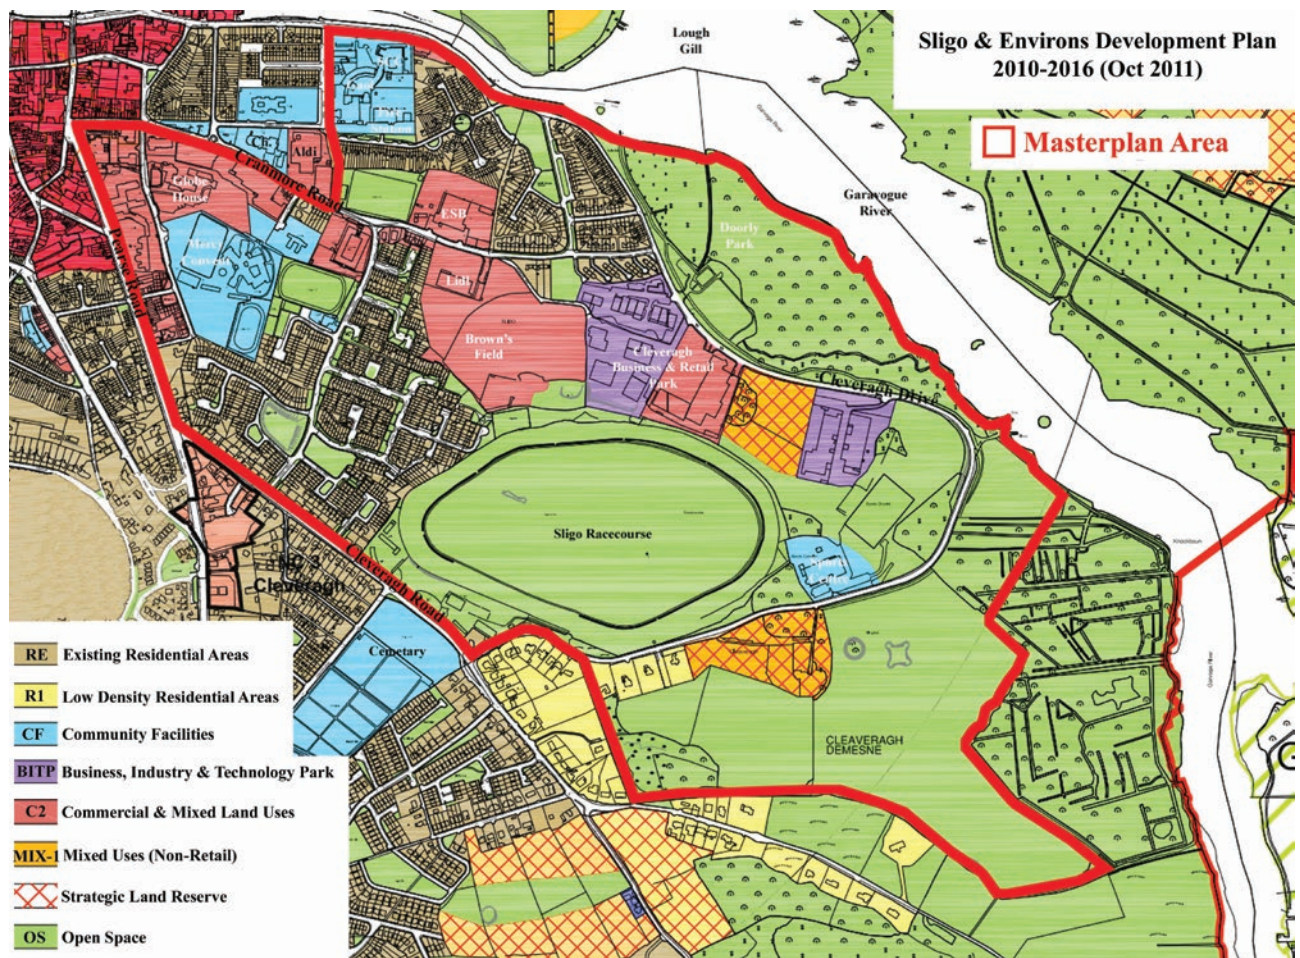 Sligo & Environs Development Plan
2010-2016 (Oct 2011)
Masterplan Area
Lough
Gill
Garavogue
River
Doorly
Park
Aldi
Cranmore Road
Globe
House
ESB
Mercy
Convent
Pearse Road
Lidl
Brown's
Field
Cleveragh
Business & Retail
Park
Cleveragh Drive
Sligo Racecourse
Sports
Centre
NC 3
Cleveragh
Cleveragh Road
Cemetary
CLEAVERAGH
DEMESNE
RE Existing Residential Areas
R1 Low Density Residential Areas
CF Community Facilities
BITP Business, Industry & Technology Park
C2 Commercial & Mixed Land Uses
MIX-1 Mixed Uses (Non-Retail)
Strategic Land Reserve
OS Open Space